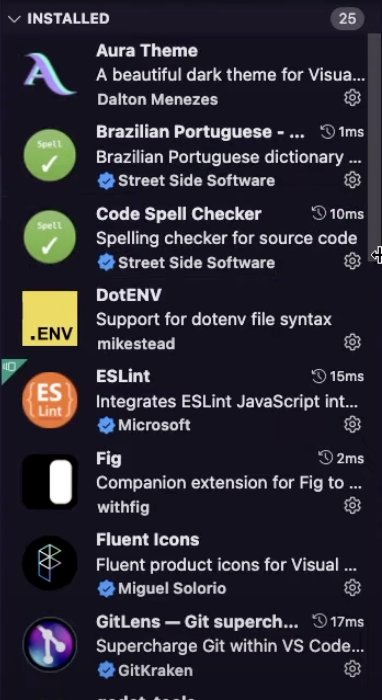 INSTALLED 25
Aura Theme
A beautiful dark theme for Visua...
Dalton Menezes
Spell
Brazilian Portuguese - ... 1ms
Brazilian Portuguese dictionary ...
Street Side Software
Spell
Code Spell Checker 10ms
Spelling checker for source code
Street Side Software
.ENV
DotENV
Support for dotenv file syntax
mikestead
ES
Lint
ESLint 15ms
Integrates ESLint JavaScript int...
Microsoft
Fig 2ms
Companion extension for Fig to ...
withfig
Fluent Icons
Fluent product icons for Visual ...
Miguel Solorio
GitLens — Git superch... 17ms
Supercharge Git within VS Code...
GitKraken